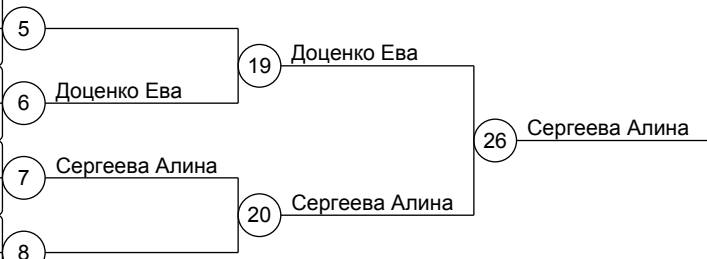 5
19 Доценко Ева
6 Доценко Ева
26 Сергеева Алина
7 Сергеева Алина
20 Сергеева Алина
8